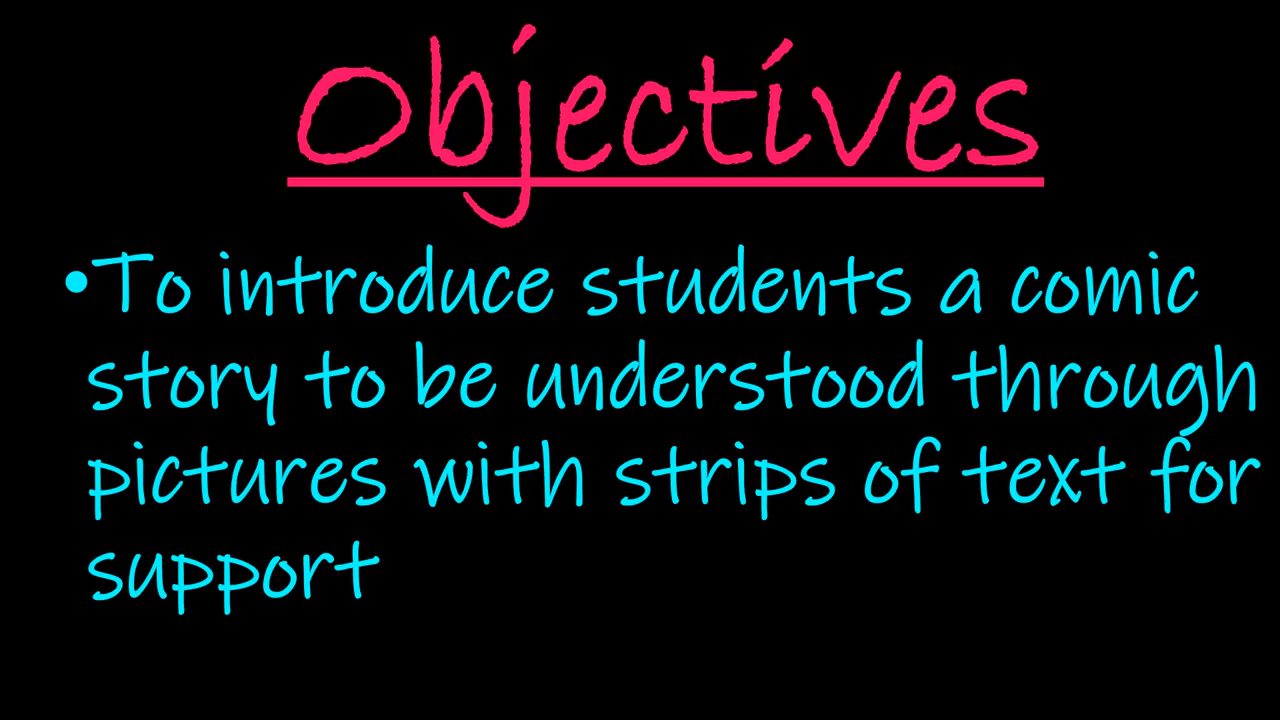 Objectives
•To introduce students a comic
story to be understood through
pictures with strips of text for
support